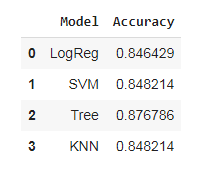 Model Accuracy
0 LogReg 0.846429
1 SVM 0.848214
2 Tree 0.876786
3 KNN 0.848214